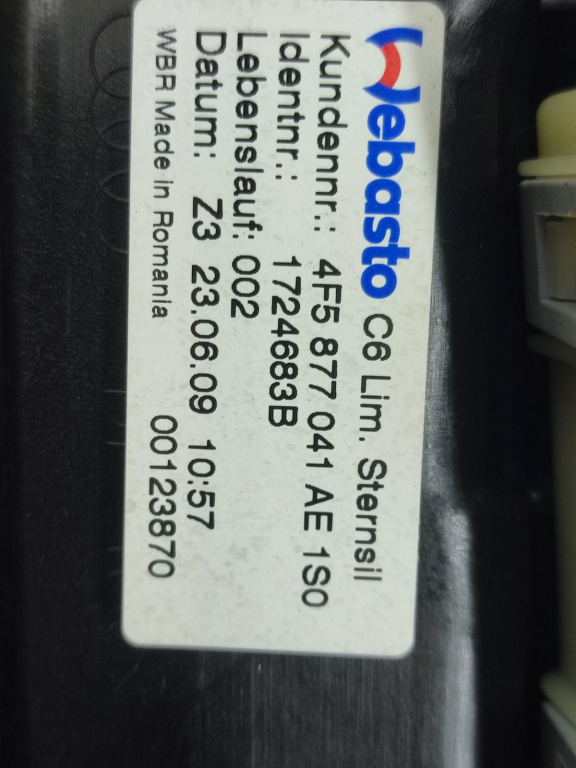 Webasto C6 Lim. Sternsil
Kundennr.: 4F5 877 041 AE 1S0
Identnr.: 1724683B
Lebenslauf: 002
Datum: Z3 23.06.09 10:57
WBR Made in Romania 00123870